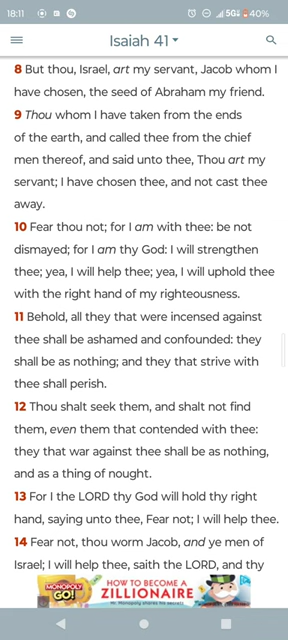 18:11
5G 40%
Isaiah 41
8 But thou, Israel, art my servant, Jacob whom I
have chosen, the seed of Abraham my friend.
9 Thou whom I have taken from the ends
of the earth, and called thee from the chief
men thereof, and said unto thee, Thou art my
servant; I have chosen thee, and not cast thee
away.
10 Fear thou not; for I am with thee: be not
dismayed; for I am thy God: I will strengthen
thee; yea, I will help thee; yea, I will uphold thee
with the right hand of my righteousness.
11 Behold, all they that were incensed against
thee shall be ashamed and confounded: they
shall be as nothing; and they that strive with
thee shall perish.
12 Thou shalt seek them, and shalt not find
them, even them that contended with thee:
they that war against thee shall be as nothing,
and as a thing of nought.
13 For I the LORD thy God will hold thy right
hand, saying unto thee, Fear not; I will help thee.
14 Fear not, thou worm Jacob, and ye men of
Israel; I will help thee, saith the LORD, and thy
MONOPOLY
GO!
HOW TO BECOME A
ZILLIONAIRE
Mr. Monopoly shares his secrets